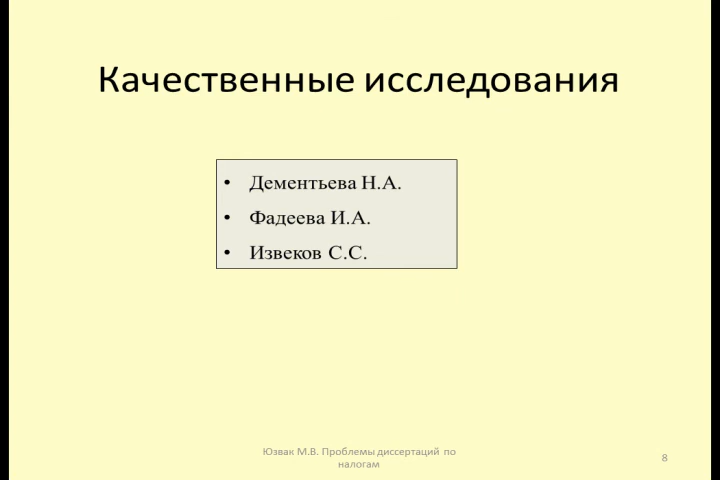 Качественные исследования
• Дементьева Н.А.
• Фадеева И.А.
• Извеков С.С.
Юзвак М.В. Проблемы диссертаций по
налогам
8